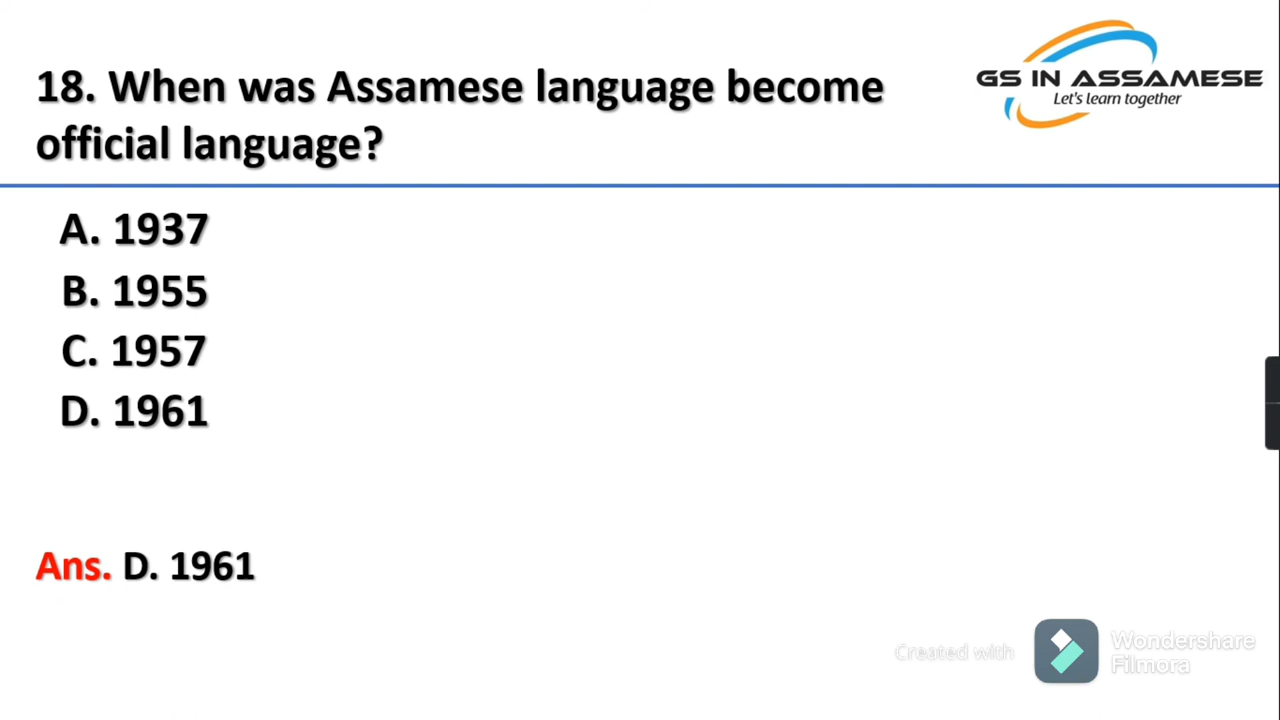 18. When was Assamese language become
official language?
GS IN ASSAMESE
Let's learn together
A. 1937
B. 1955
C. 1957
D. 1961
Ans. D. 1961
Created with
Wondershare
Filmora